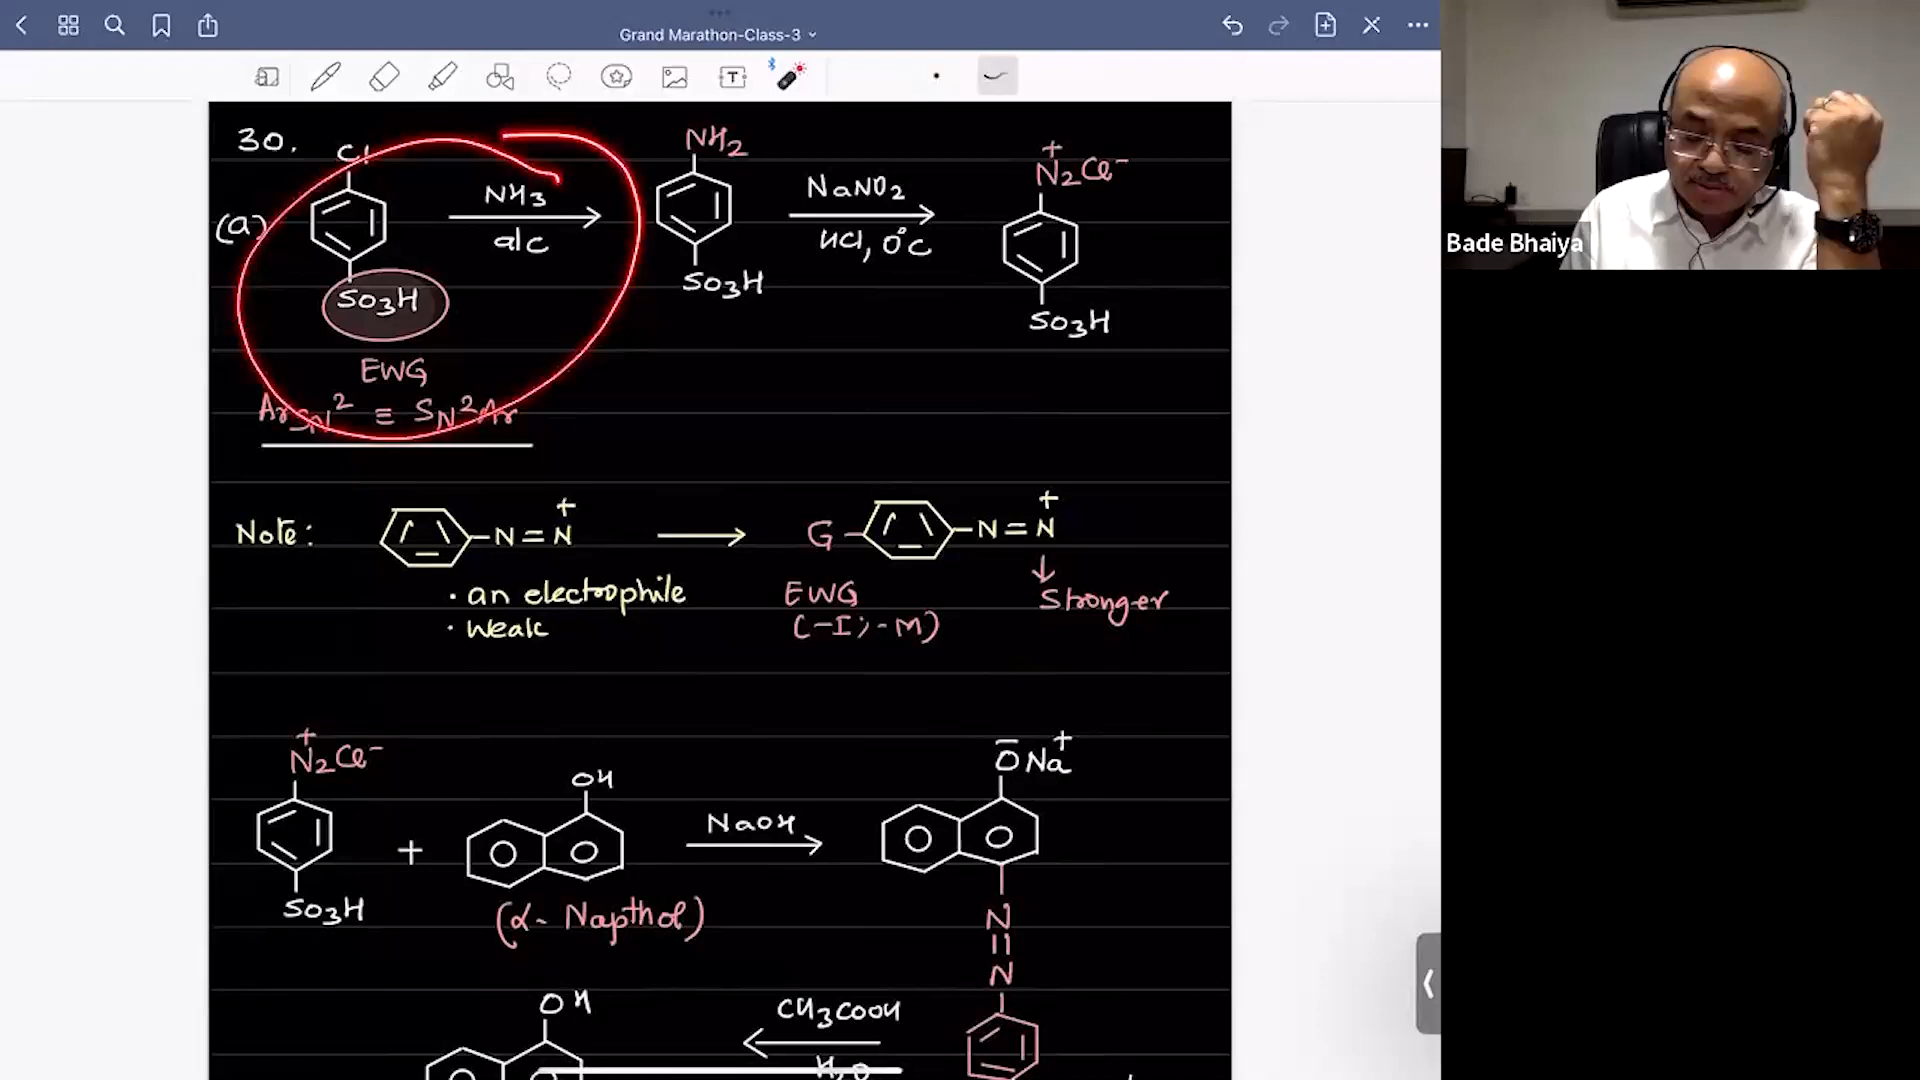 Grand Marathon-Class-3
Bade Bhaiya
30.
(a)
Cl
SO3H
EWG
NH3
alc
NH2
SO3H
NaNO2
HCl, 0°C
+
N2Cl-
SO3H
ArSN2 ≡ SN2Ar
Note:
N=N+
G
N=N+
· an electrophile
· weak
EWG
(-I; -M)
↓
Stronger
+
N2Cl-
SO3H
+
OH
(α- Napthol)
NaOH
ŌNa+
N
=
N
OH
CH3COOH
H2O